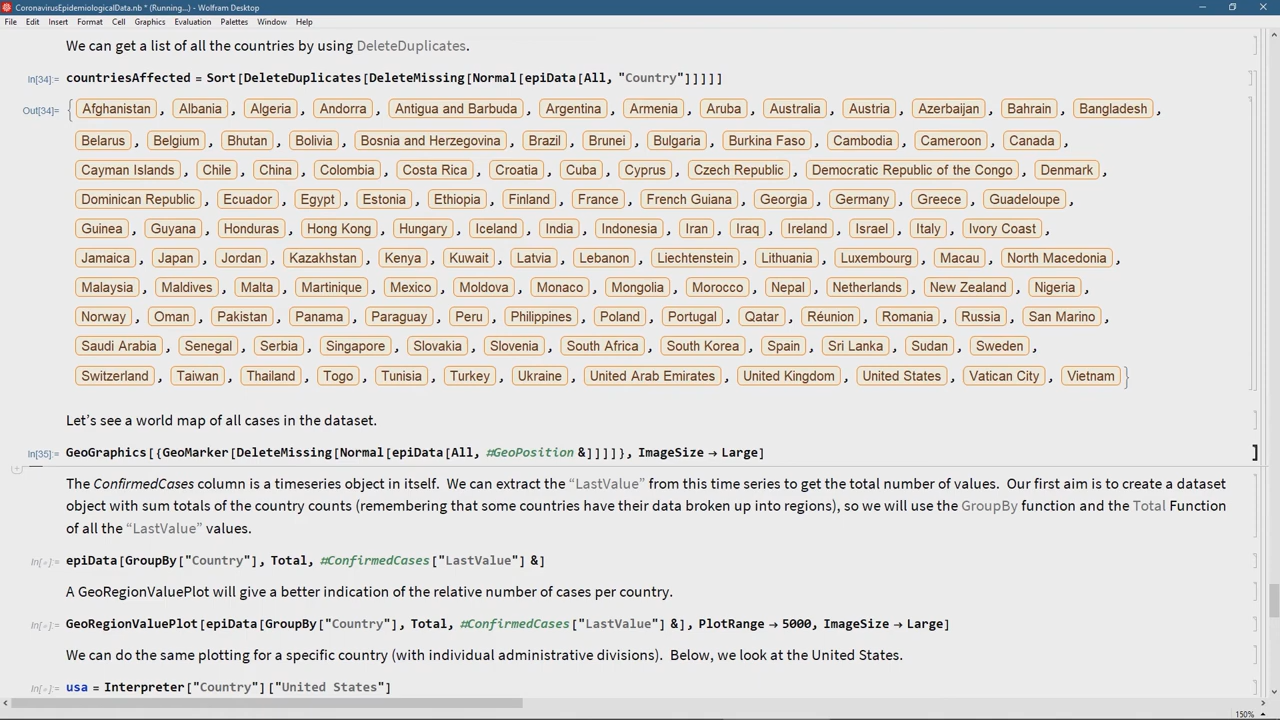 CoronavirusEpidemiologicalData.nb * (Running...) - Wolfram Desktop
File Edit Insert Format Cell Graphics Evaluation Palettes Window Help
We can get a list of all the countries by using DeleteDuplicates.
In[34]:= countriesAffected = Sort[DeleteDuplicates[DeleteMissing[Normal[epiData[All, "Country"]]]]]
Out[34]= { Afghanistan , Albania , Algeria , Andorra , Antigua and Barbuda , Argentina , Armenia , Aruba , Australia , Austria , Azerbaijan , Bahrain , Bangladesh ,
Belarus , Belgium , Bhutan , Bolivia , Bosnia and Herzegovina , Brazil , Brunei , Bulgaria , Burkina Faso , Cambodia , Cameroon , Canada ,
Cayman Islands , Chile , China , Colombia , Costa Rica , Croatia , Cuba , Cyprus , Czech Republic , Democratic Republic of the Congo , Denmark ,
Dominican Republic , Ecuador , Egypt , Estonia , Ethiopia , Finland , France , French Guiana , Georgia , Germany , Greece , Guadeloupe ,
Guinea , Guyana , Honduras , Hong Kong , Hungary , Iceland , India , Indonesia , Iran , Iraq , Ireland , Israel , Italy , Ivory Coast ,
Jamaica , Japan , Jordan , Kazakhstan , Kenya , Kuwait , Latvia , Lebanon , Liechtenstein , Lithuania , Luxembourg , Macau , North Macedonia ,
Malaysia , Maldives , Malta , Martinique , Mexico , Moldova , Monaco , Mongolia , Morocco , Nepal , Netherlands , New Zealand , Nigeria ,
Norway , Oman , Pakistan , Panama , Paraguay , Peru , Philippines , Poland , Portugal , Qatar , Réunion , Romania , Russia , San Marino ,
Saudi Arabia , Senegal , Serbia , Singapore , Slovakia , Slovenia , South Africa , South Korea , Spain , Sri Lanka , Sudan , Sweden ,
Switzerland , Taiwan , Thailand , Togo , Tunisia , Turkey , Ukraine , United Arab Emirates , United Kingdom , United States , Vatican City , Vietnam }
Let's see a world map of all cases in the dataset.
In[35]:= GeoGraphics[{GeoMarker[DeleteMissing[Normal[epiData[All, #GeoPosition &]]]]}, ImageSize → Large]
The ConfirmedCases column is a timeseries object in itself. We can extract the “LastValue” from this time series to get the total number of values. Our first aim is to create a dataset
object with sum totals of the country counts (remembering that some countries have their data broken up into regions), so we will use the GroupBy function and the Total Function
of all the “LastValue” values.
In[∘]:= epiData[GroupBy["Country"], Total, #ConfirmedCases["LastValue"] &]
A GeoRegionValuePlot will give a better indication of the relative number of cases per country.
In[∘]:= GeoRegionValuePlot[epiData[GroupBy["Country"], Total, #ConfirmedCases["LastValue"] &], PlotRange → 5000, ImageSize → Large]
We can do the same plotting for a specific country (with individual administrative divisions). Below, we look at the United States.
In[∘]:= usa = Interpreter["Country"]["United States"]
150%